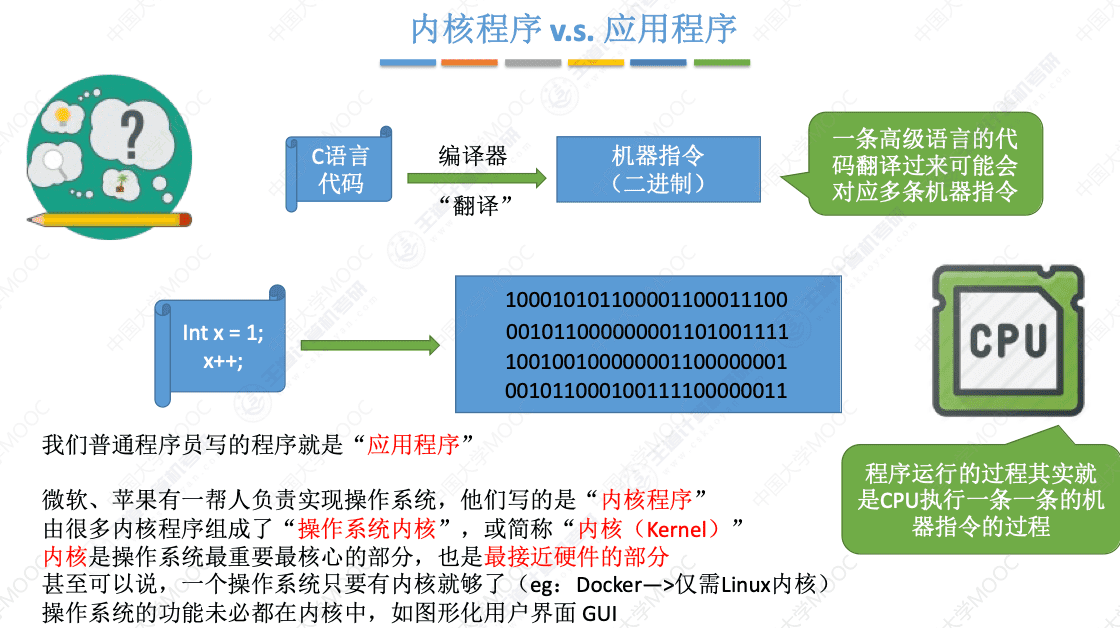 内核程序 v.s. 应用程序
C语言
代码
编译器
“翻译”
机器指令
（二进制）
一条高级语言的代
码翻译过来可能会
对应多条机器指令
Int x = 1;
x++;
100010101100001100011100
001011000000001101001111
100100100000001100000001
001011000100111100000011
CPU
程序运行的过程其实就
是CPU执行一条一条的机
器指令的过程
我们普通程序员写的程序就是“应用程序”
微软、苹果有一帮人负责实现操作系统，他们写的是“内核程序”
由很多内核程序组成了“操作系统内核”，或简称“内核（Kernel）”
内核是操作系统最重要最核心的部分，也是最接近硬件的部分
甚至可以说，一个操作系统只要有内核就够了（eg：Docker—>仅需Linux内核）
操作系统的功能未必都在内核中，如图形化用户界面 GUI